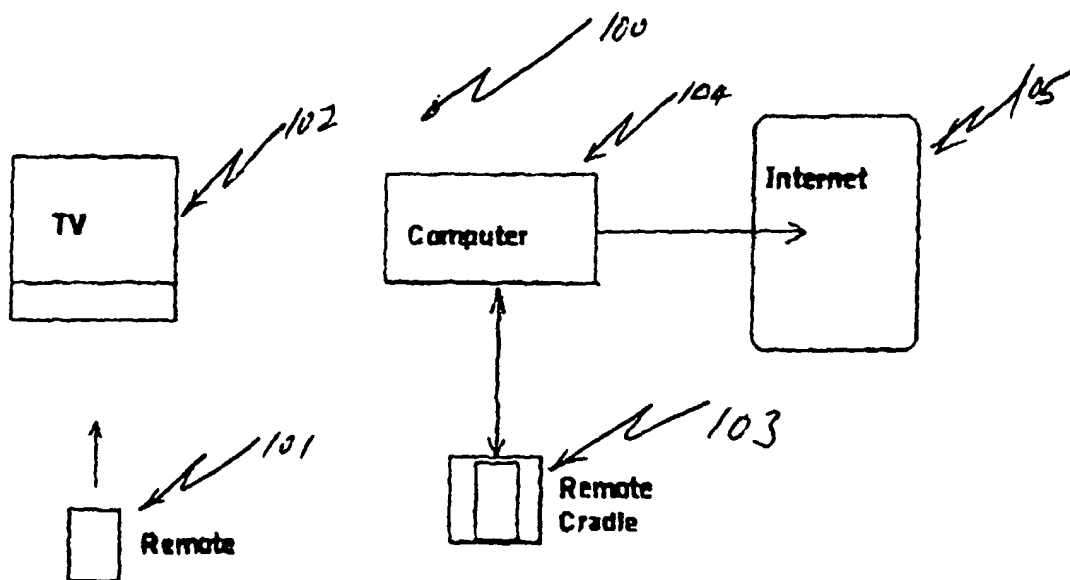 100
102
104
105
TV
Computer
Internet
101
Remote
103
Remote
Cradle